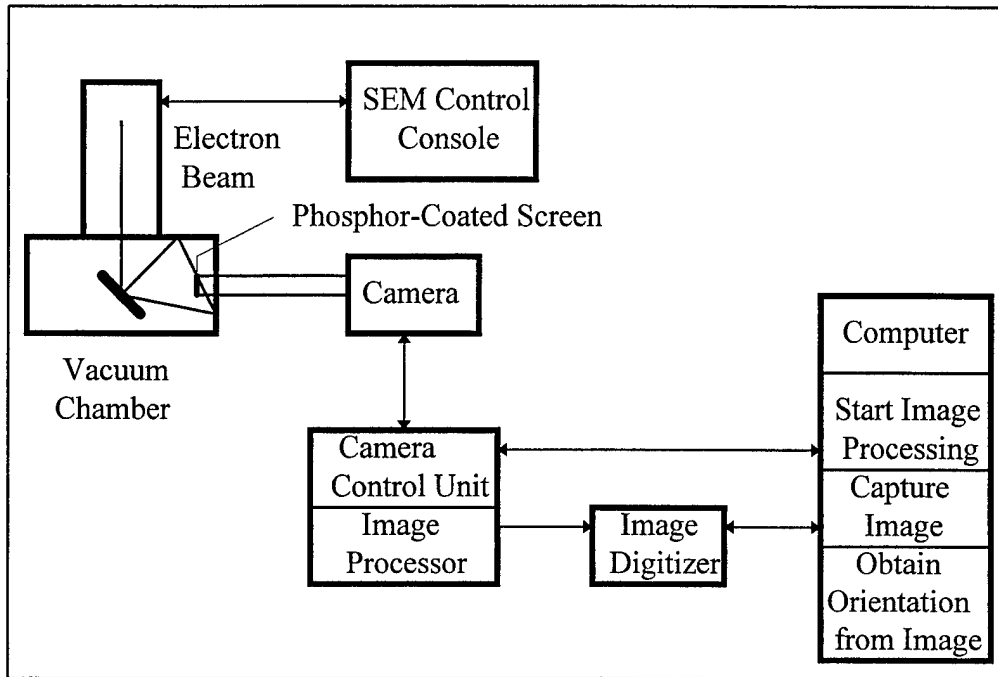 SEM Control
Console
Electron
Beam
Phosphor-Coated Screen
Camera
Vacuum
Chamber
Computer
Start Image
Processing
Capture
Image
Obtain
Orientation
from Image
Camera
Control Unit
Image
Processor
Image
Digitizer